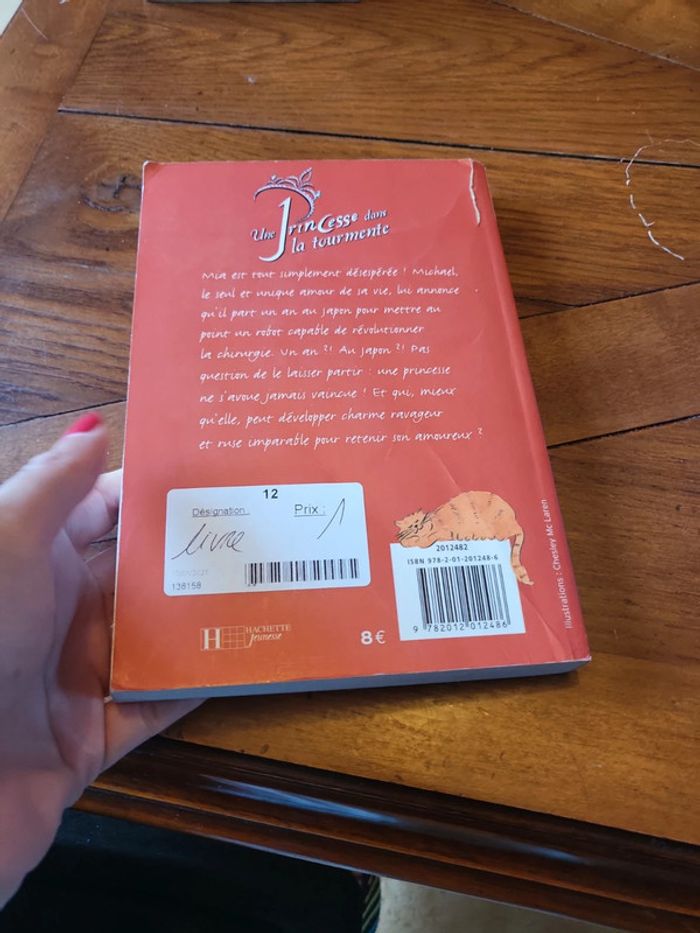 Une Princesse dans
la tourmente
Mia est tout simplement désespérée ! Michael,
le seul et unique amour de sa vie, lui annonce
qu'il part un an au Japon pour mettre au
point un robot capable de révolutionner
la chirurgie. Un an ?! Au Japon ?! Pas
question de le laisser partir : une princesse
ne s'avoue jamais vaincue ! Et qui, mieux
qu'elle, peut développer charme ravageur
et ruse imparable pour retenir son amoureux ?
12
Désignation : Prix : 1
livre
138158
2012482
ISBN 978-2-01-201248-6
9 782012 012486
H HACHETTE
Jeunesse
8 €
Illustrations : Chesley Mc Laren